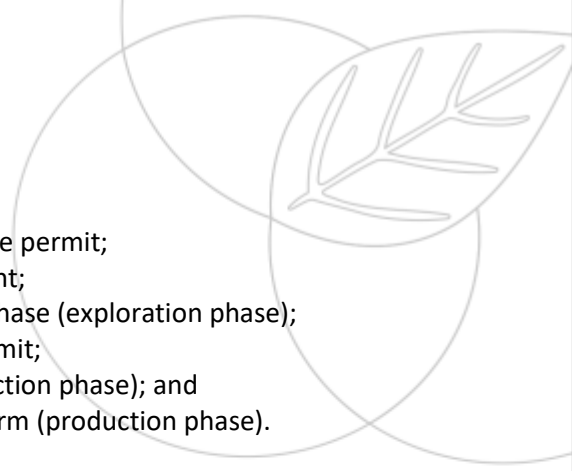 e permit;
nt;
hase (exploration phase);
mit;
ction phase); and
rm (production phase).